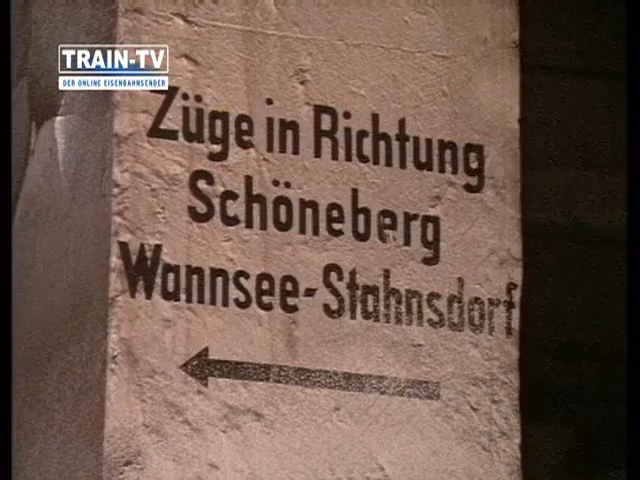 TRAIN-TV
DER ONLINE EISENBAHNSENDER
Züge in Richtung
Schöneberg
Wannsee-Stahnsdorf